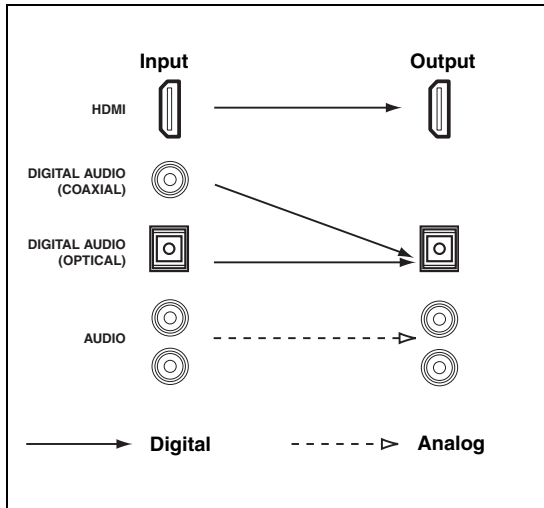 Input Output
HDMI
DIGITAL AUDIO
(COAXIAL)
DIGITAL AUDIO
(OPTICAL)
AUDIO
Digital Analog